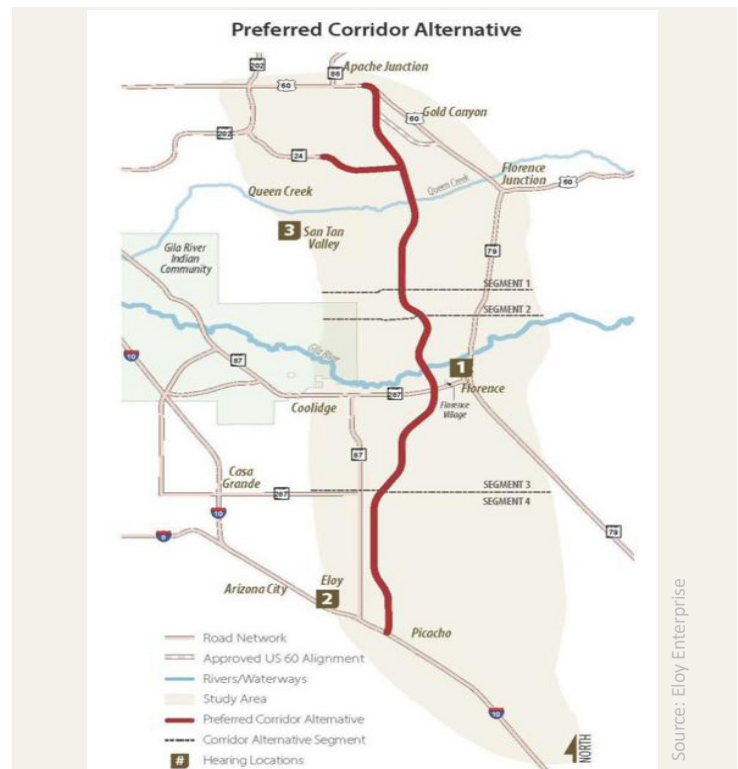 Preferred Corridor Alternative
202
88
Apache Junction
60
60
Gold Canyon
202
24
Florence
Junction
60
Queen Creek
Queen Creek
3
San Tan
Valley
79
Gila River
Indian
Community
SEGMENT 1
SEGMENT 2
10
87
Gila River
1
Florence
287
Florence
Village
Coolidge
87
Casa
Grande
287
SEGMENT 3
SEGMENT 4
10
8
79
Arizona City
Eloy
2
Picacho
10
Road Network
Approved US 60 Alignment
Rivers/Waterways
Study Area
Preferred Corridor Alternative
Corridor Alternative Segment
# Hearing Locations
NORTH
Source: Eloy Enterprise